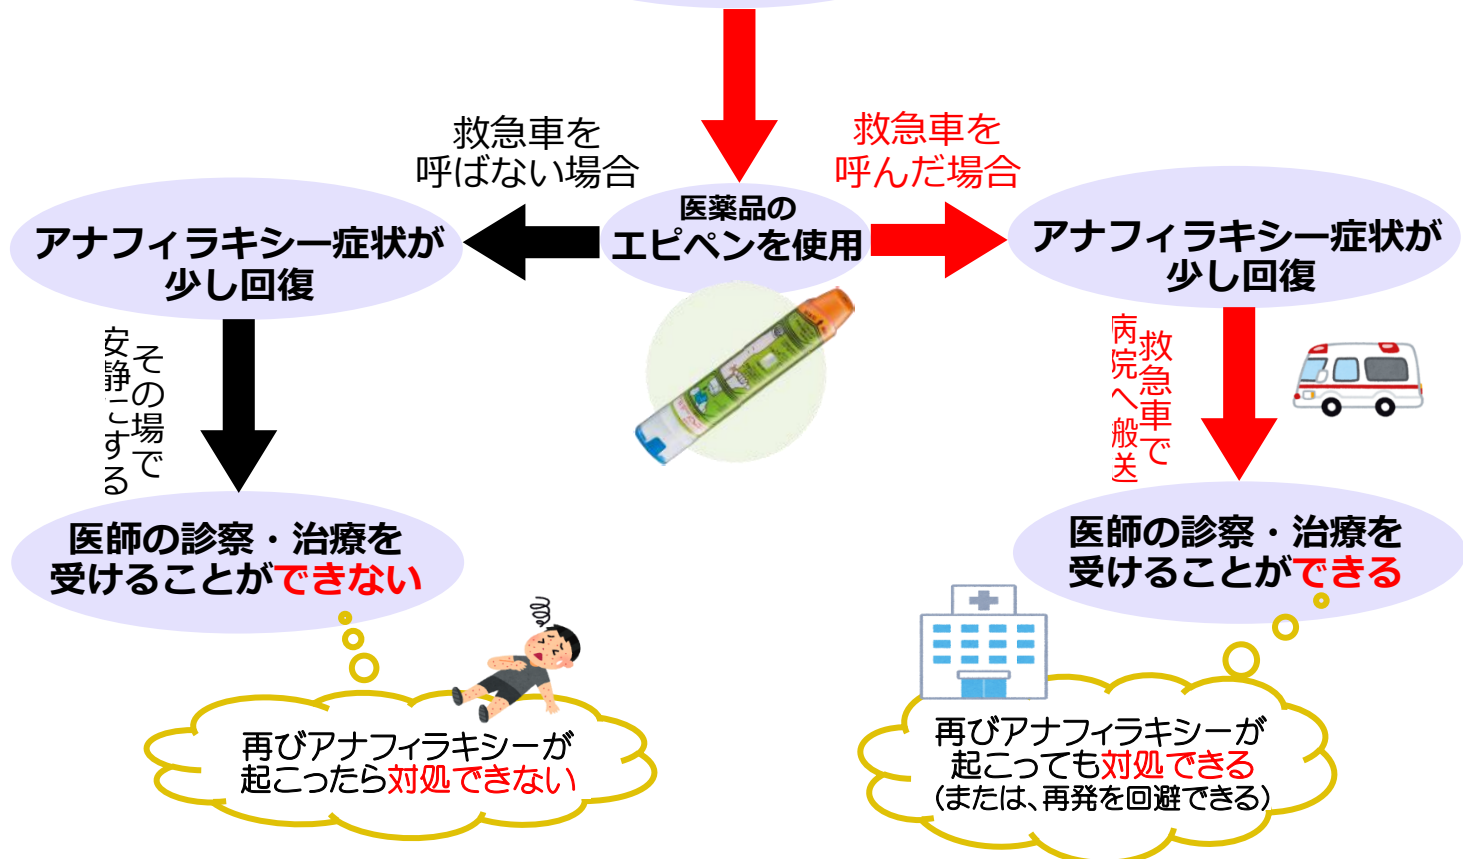 救急車を
呼ばない場合
救急車を
呼んだ場合
医薬品の
エピペンを使用
アナフィラキシー症状が
少し回復
アナフィラキシー症状が
少し回復
その場で
安静にする
救急車で
病院へ搬送
医師の診察・治療を
受けることができない
医師の診察・治療を
受けることができる
再びアナフィラキシーが
起こったら対処できない
再びアナフィラキシーが
起こっても対処できる
(または、再発を回避できる)